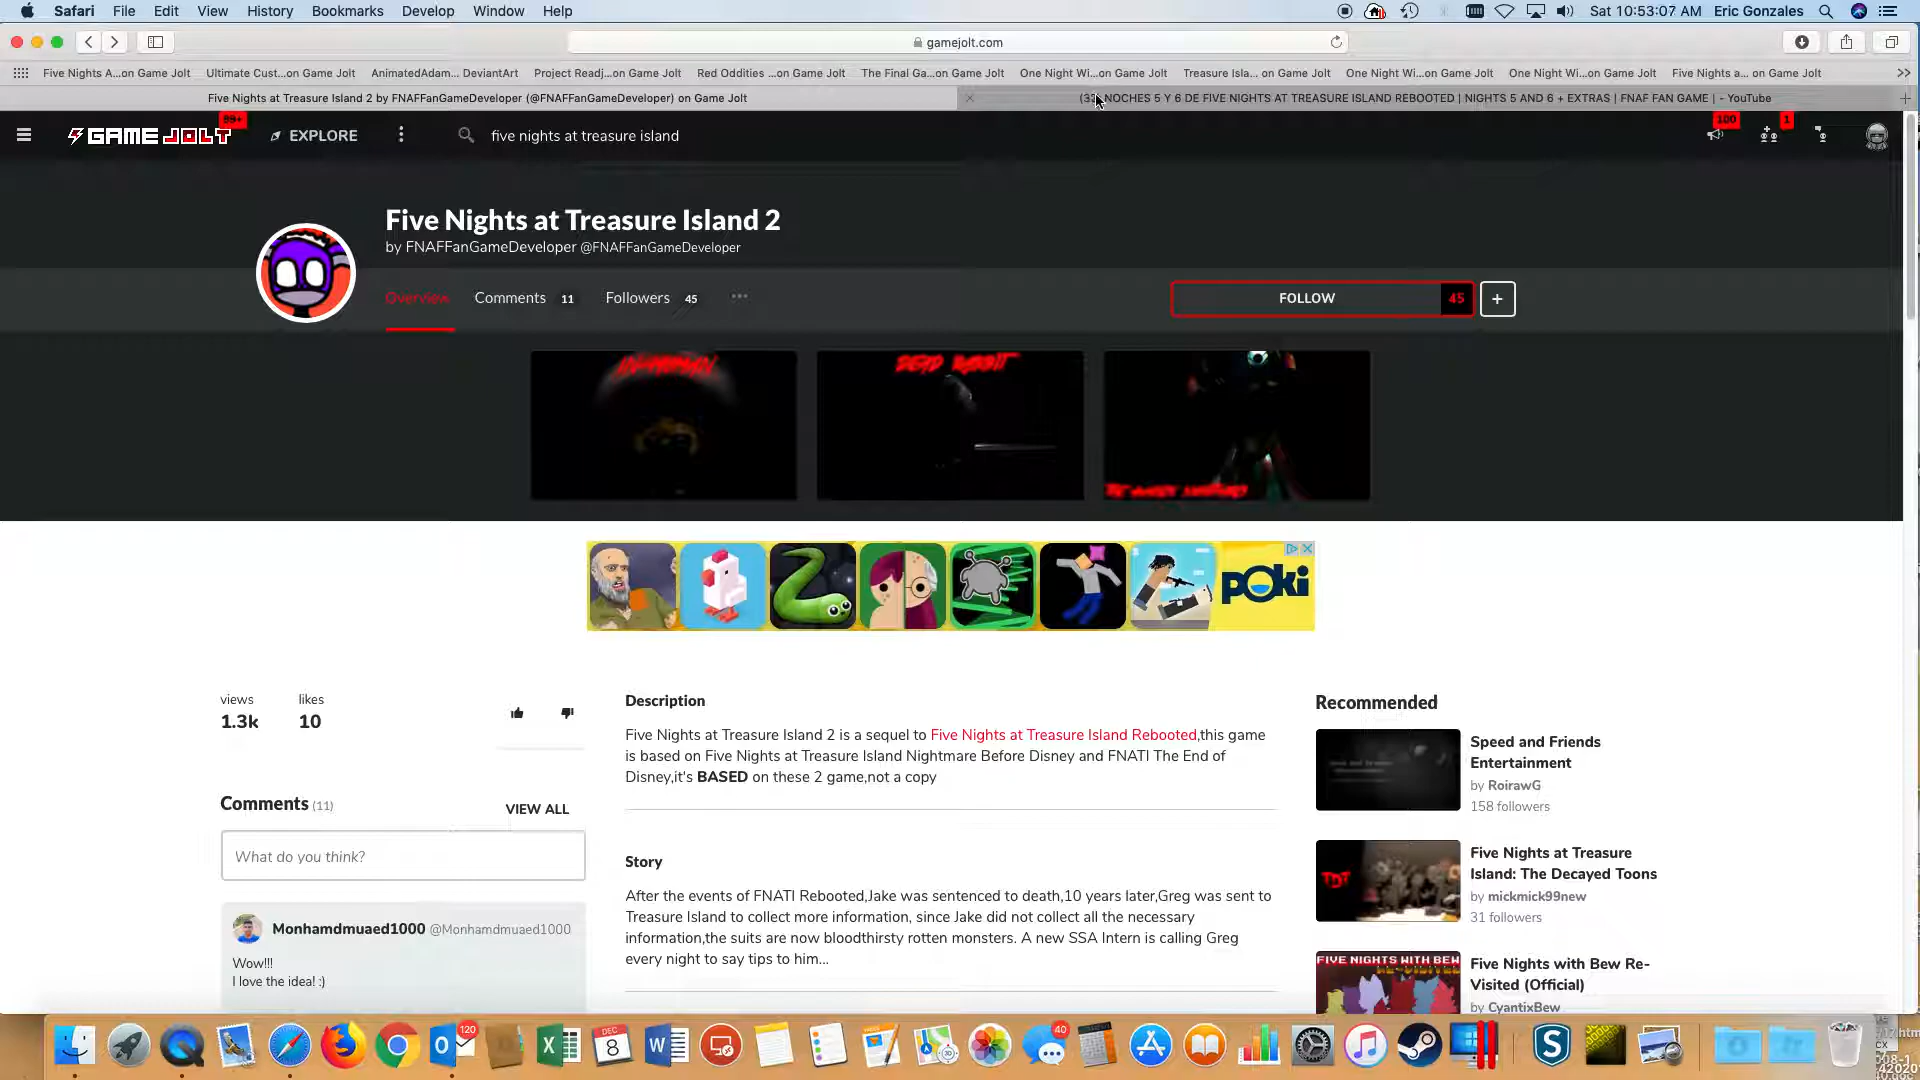 Safari File Edit View History Bookmarks Develop Window Help Sat 10:53:07 AM Eric Gonzales
gamejolt.com
Five Nights A...on Game Jolt Ultimate Cust...on Game Jolt AnimatedAdam... DeviantArt Project Readj...on Game Jolt Red Oddities ...on Game Jolt The Final Ga...on Game Jolt One Night Wi...on Game Jolt Treasure Isla... on Game Jolt One Night Wi...on Game Jolt One Night Wi...on Game Jolt Five Nights a... on Game Jolt
Five Nights at Treasure Island 2 by FNAFFanGameDeveloper (@FNAFFanGameDeveloper) on Game Jolt
NOCHES 5 Y 6 DE FIVE NIGHTS AT TREASURE ISLAND REBOOTED | NIGHTS 5 AND 6 + EXTRAS | FNAF FAN GAME | - YouTube
GAME JOLT 99+ EXPLORE five nights at treasure island 100 1
Five Nights at Treasure Island 2
by FNAFFanGameDeveloper @FNAFFanGameDeveloper
Overview Comments 11 Followers 45 FOLLOW 45
DEAD
POKI
views likes
1.3k 10
Comments (11) VIEW ALL
What do you think?
Monhamdmuaed1000 @Monhamdmuaed1000
Wow!!!
I love the idea! :)
Description
Five Nights at Treasure Island 2 is a sequel to Five Nights at Treasure Island Rebooted,this game
is based on Five Nights at Treasure Island Nightmare Before Disney and FNATI The End of
Disney,it's BASED on these 2 game,not a copy
Story
After the events of FNATI Rebooted,Jake was sentenced to death,10 years later,Greg was sent to
Treasure Island to collect more information, since Jake did not collect all the necessary
information,the suits are now bloodthirsty rotten monsters. A new SSA Intern is calling Greg
every night to say tips to him...
Recommended
Speed and Friends
Entertainment
by RoirawG
158 followers
TDT
Five Nights at Treasure
Island: The Decayed Toons
by mickmick99new
31 followers
FIVE NIGHTS WITH BEW
RE-VISITED
Five Nights with Bew Re-
Visited (Official)
by CyantixBew
120
DEC
8
40